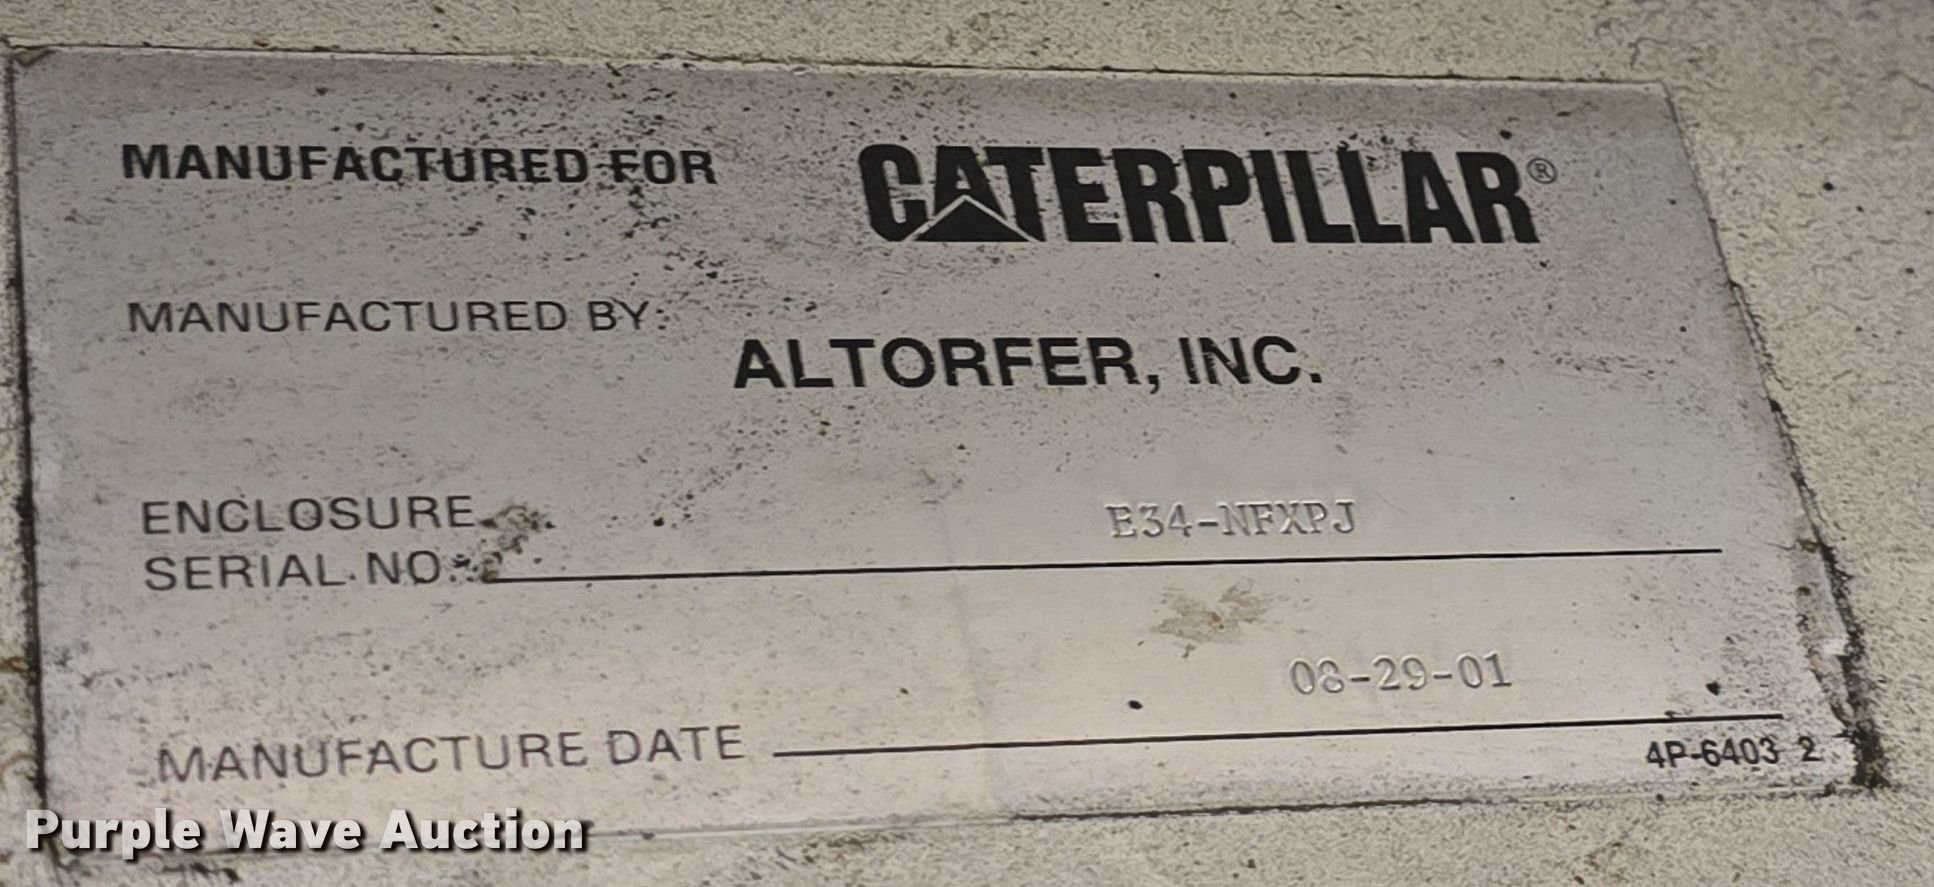 MANUFACTURED FOR CATERPILLAR®
MANUFACTURED BY:
ALTORFER, INC.
ENCLOSURE
SERIAL NO. E34-NFXPJ
MANUFACTURE DATE 08-29-01
4P-6403 2
Purple Wave Auction